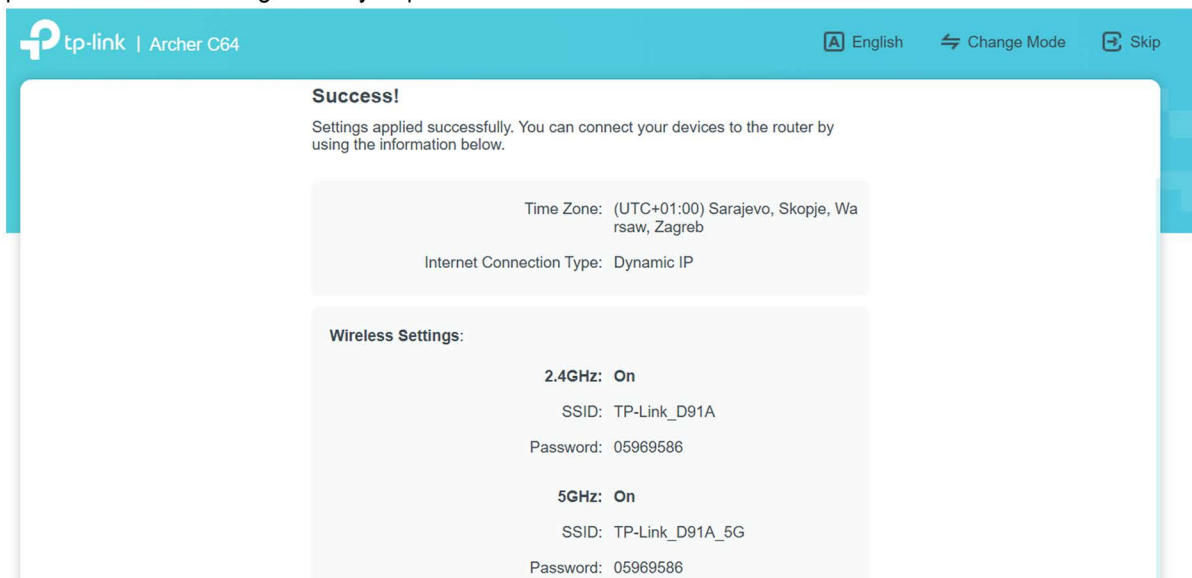 tp-link | Archer C64
English
Change Mode
Skip
Success!
Settings applied successfully. You can connect your devices to the router by
using the information below.
Time Zone: (UTC+01:00) Sarajevo, Skopje, Wa
rsaw, Zagreb
Internet Connection Type: Dynamic IP
Wireless Settings:
2.4GHz: On
SSID: TP-Link_D91A
Password: 05969586
5GHz: On
SSID: TP-Link_D91A_5G
Password: 05969586